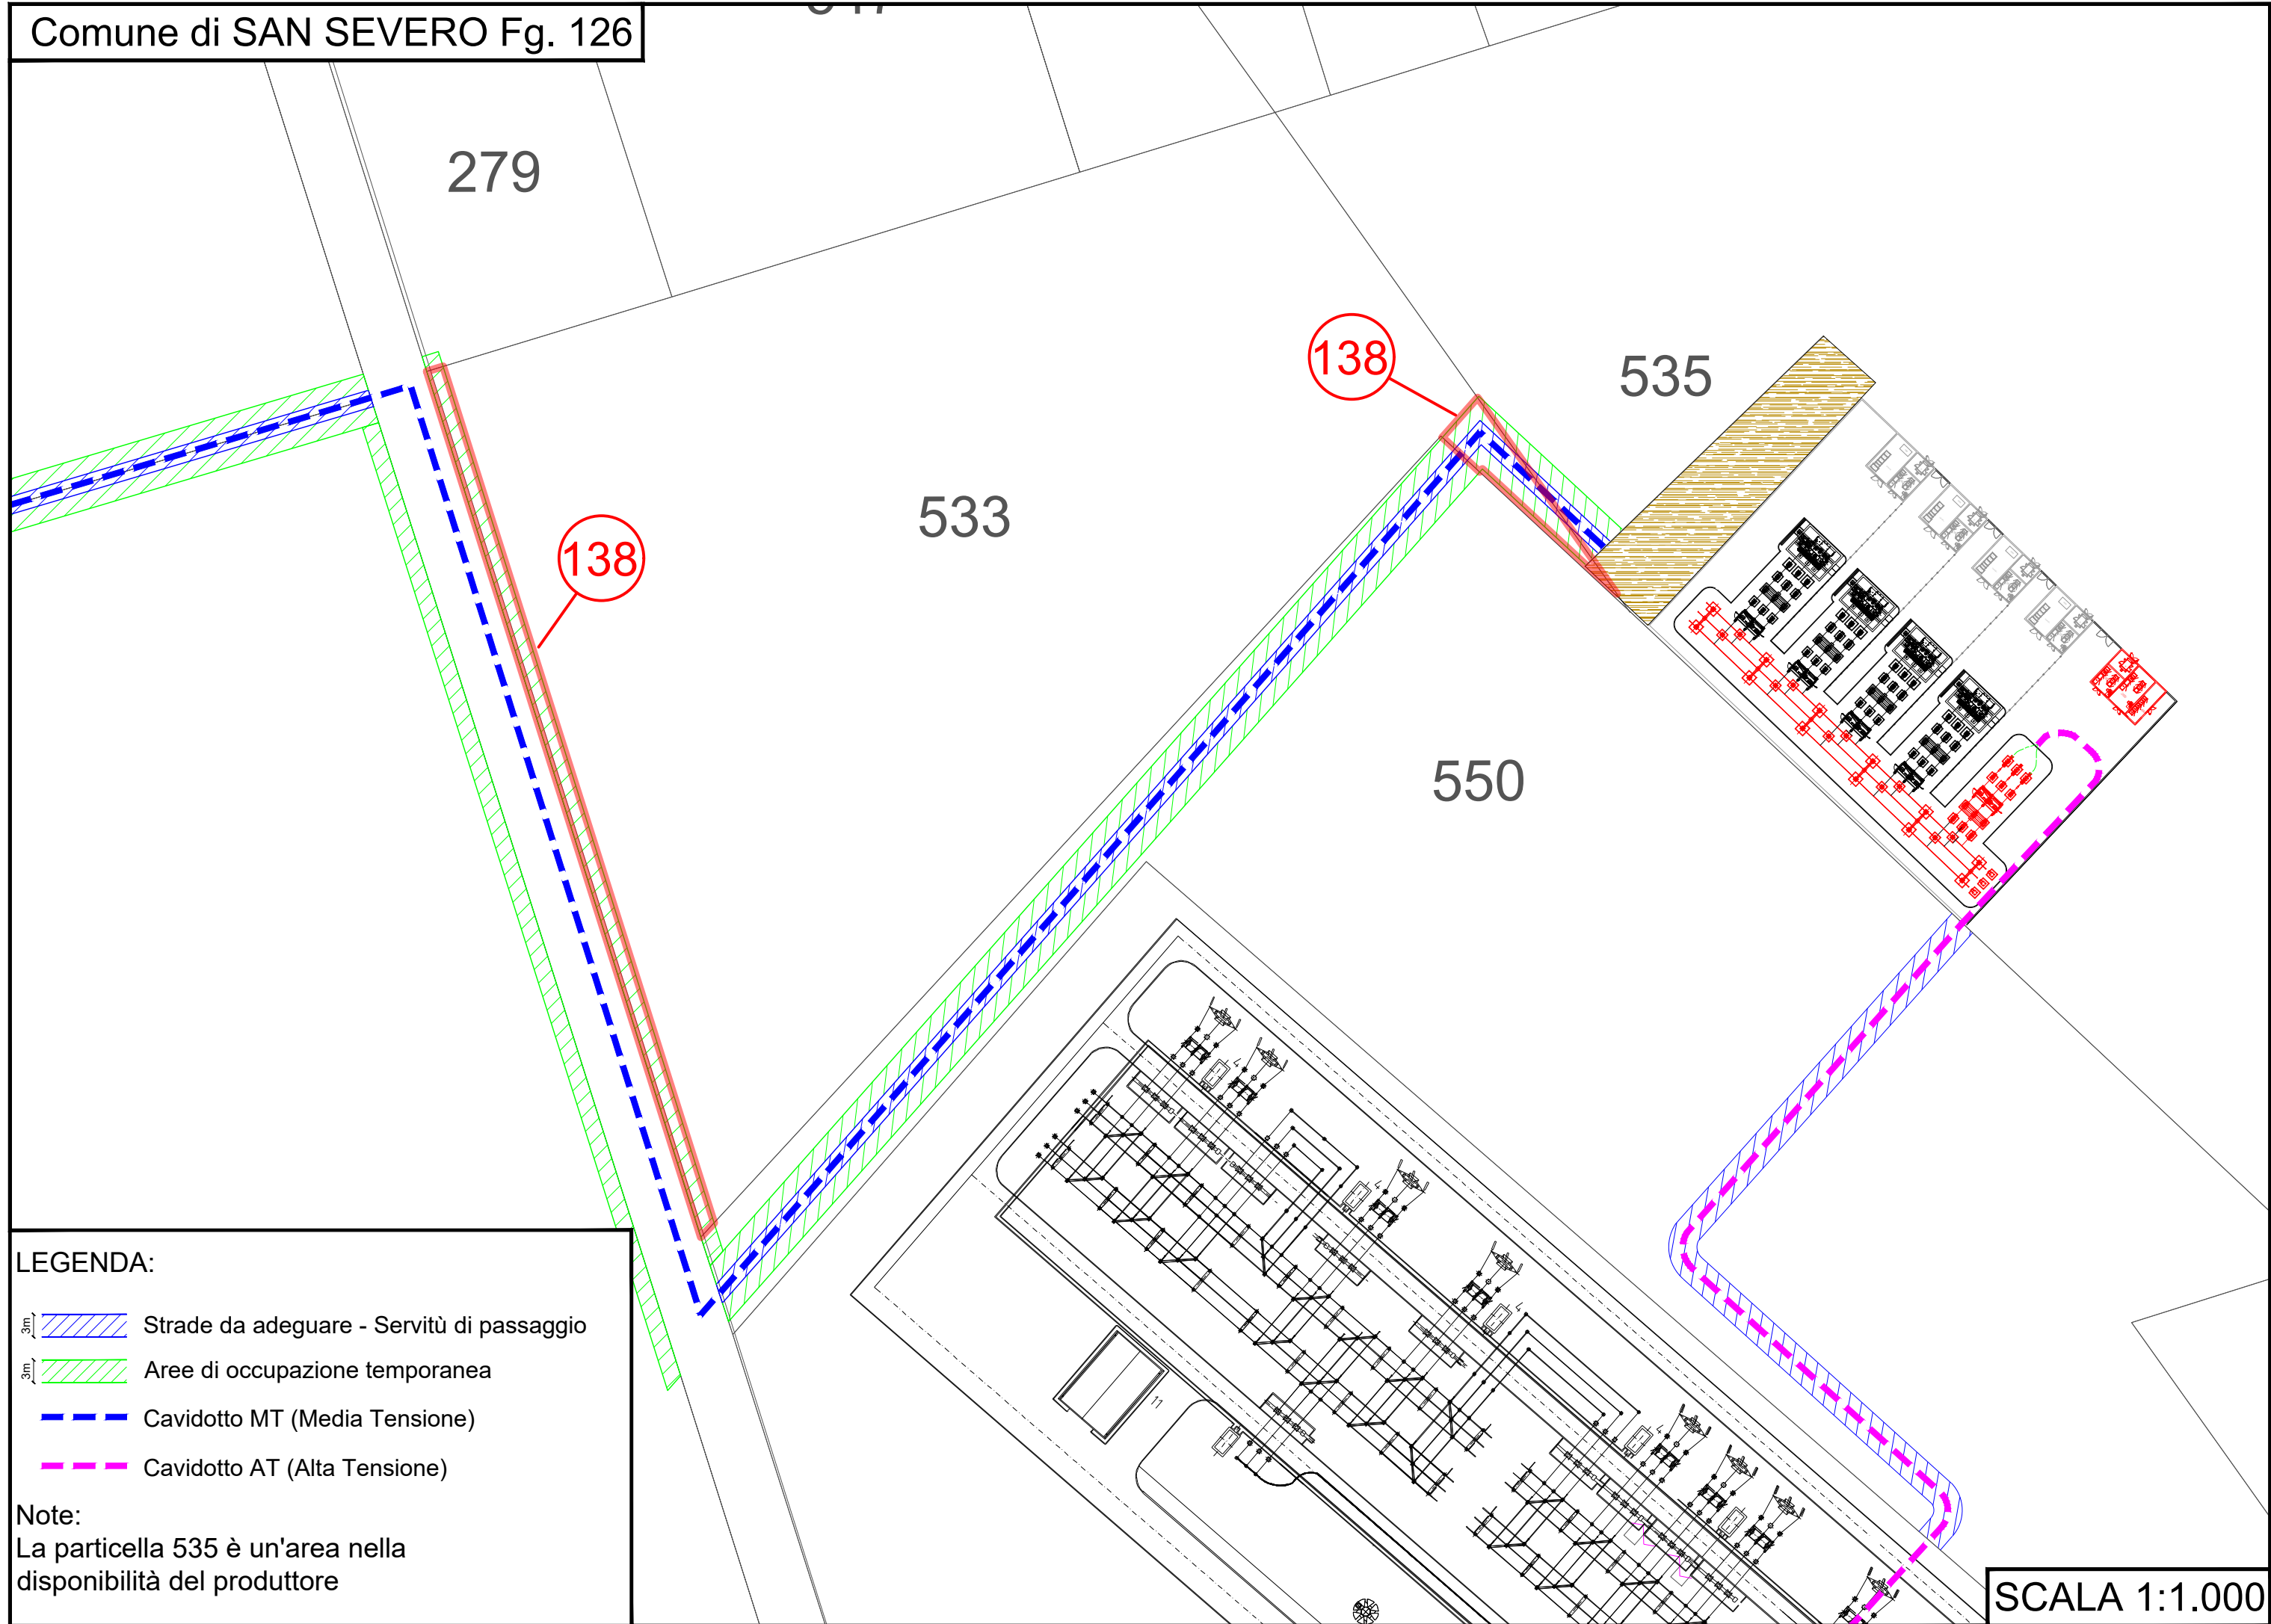 Comune di SAN SEVERO Fg. 126
279
138
535
533
138
550
11
LEGENDA:
3m
Strade da adeguare - Servitù di passaggio
3m
Aree di occupazione temporanea
Cavidotto MT (Media Tensione)
Cavidotto AT (Alta Tensione)
Note:
La particella 535 è un'area nella
disponibilità del produttore
SCALA 1:1.000